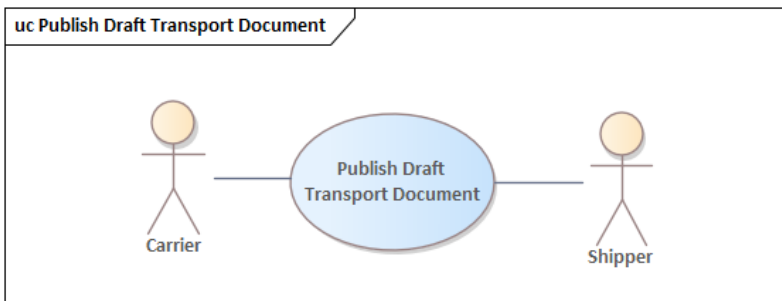 uc Publish Draft Transport Document
Publish Draft
Transport Document
Carrier
Shipper